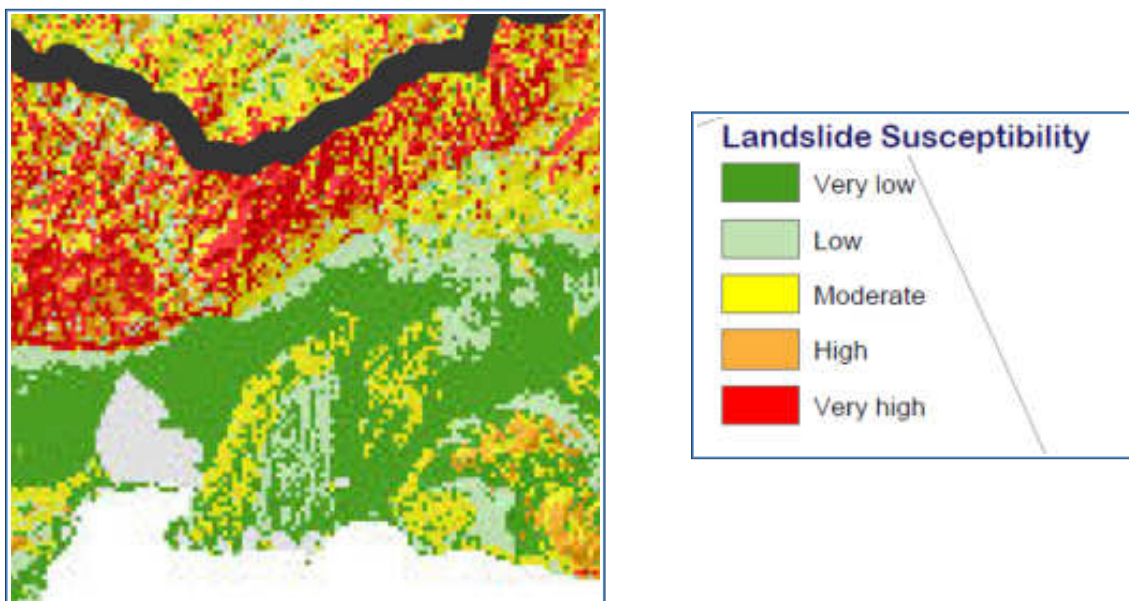 Landslide Susceptibility
Very low
Low
Moderate
High
Very high